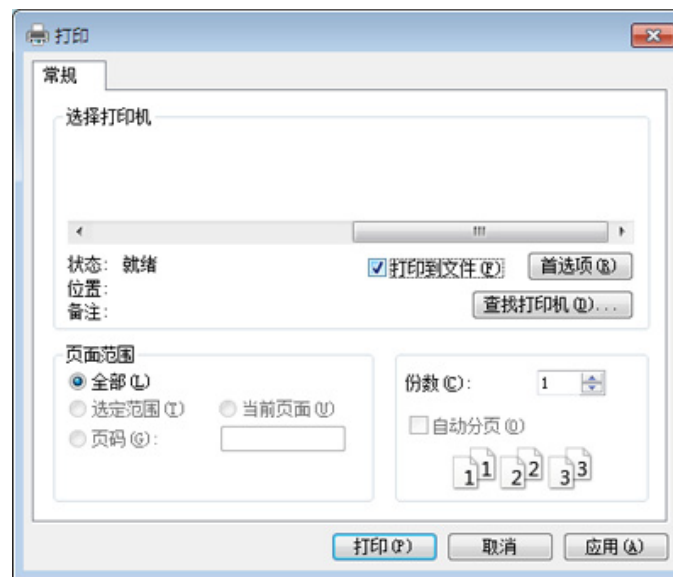 打印
常规
选择打印机
状态: 就绪
打印到文件(F)
首选项(R)
位置:
备注:
查找打印机(D)...
页面范围
全部(L)
选定范围(T)
当前页面(U)
页码(G):
份数(C):
1
自动分页(O)
1 1 2 2 3 3
打印(P)
取消
应用(A)